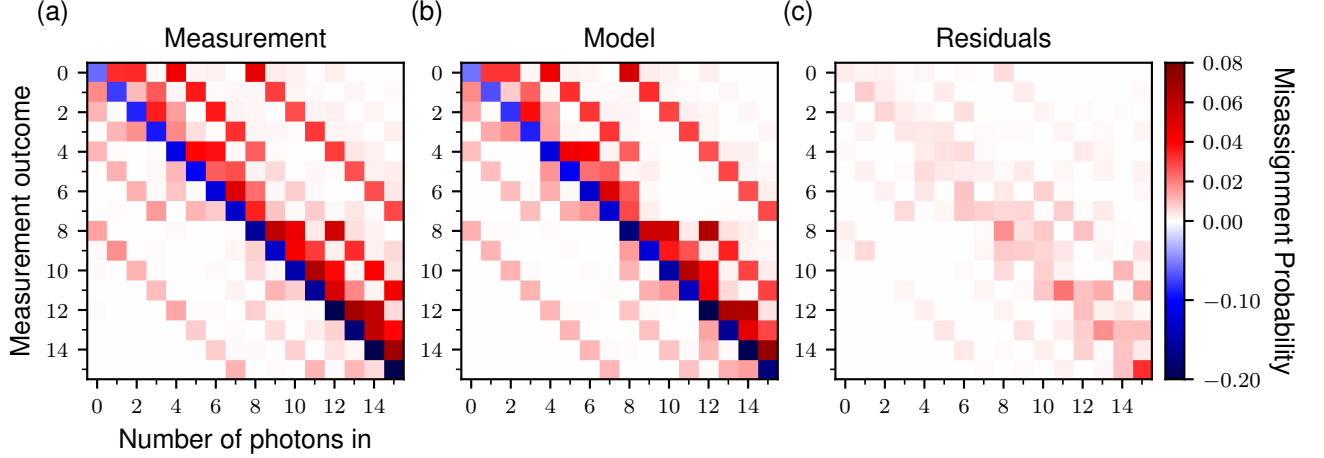 (a)
Measurement
(b)
Model
(c)
Residuals
Measurement outcome
0
2
4
6
8
10
12
14
0 2 4 6 8 10 12 14
Number of photons in
0
2
4
6
8
10
12
14
0 2 4 6 8 10 12 14
0
2
4
6
8
10
12
14
0 2 4 6 8 10 12 14
0.08
0.06
0.04
0.02
0.00
−0.10
−0.20
Misassignment Probability